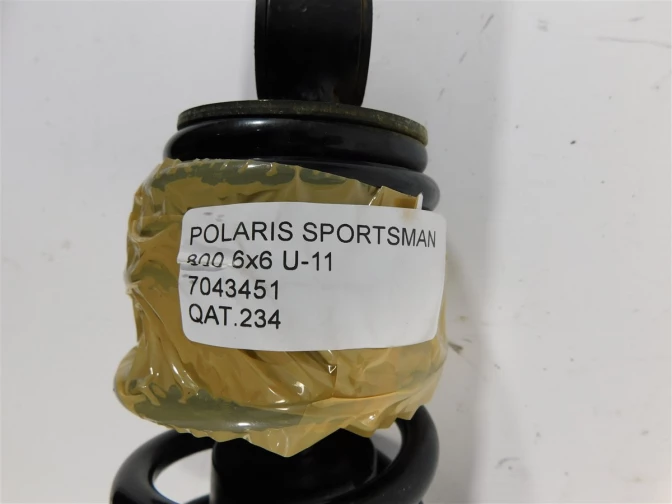 POLARIS SPORTSMAN
800 6x6 U-11
7043451
QAT.234